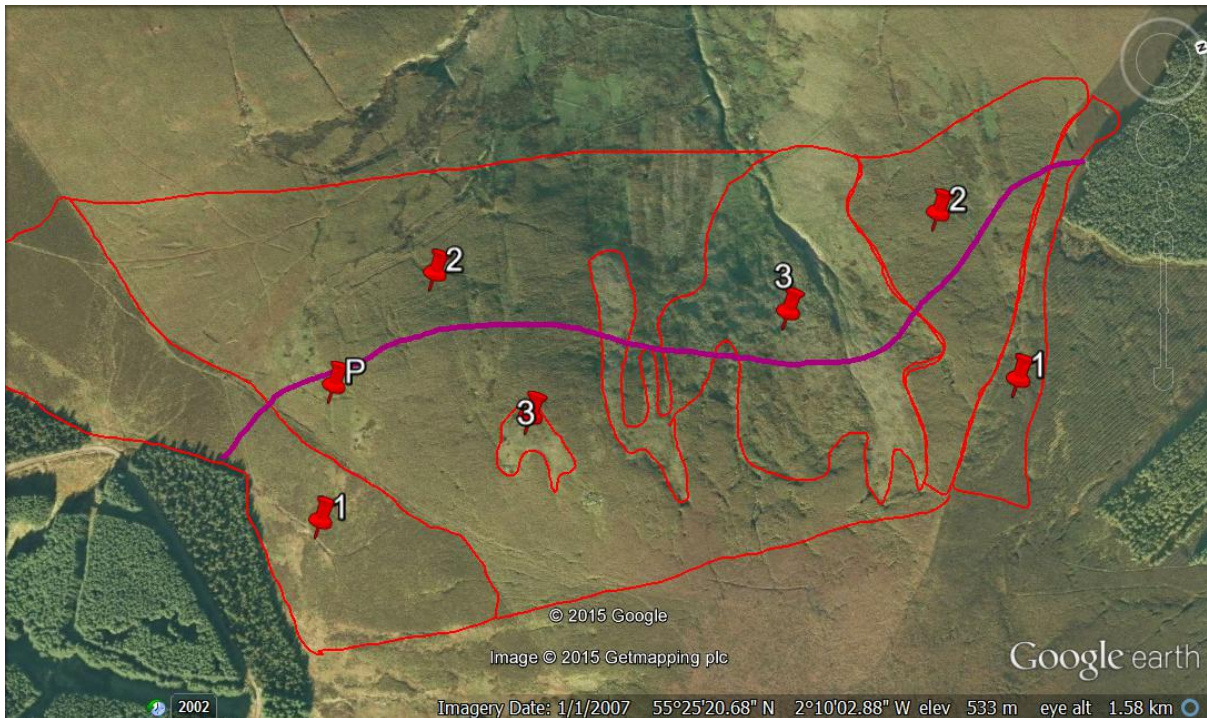 N
2
2
3
P
1
3
1
© 2015 Google
Image © 2015 Getmapping plc
Google earth
2002
Imagery Date: 1/1/2007 55°25'20.68" N 2°10'02.88" W elev 533 m eye alt 1.58 km